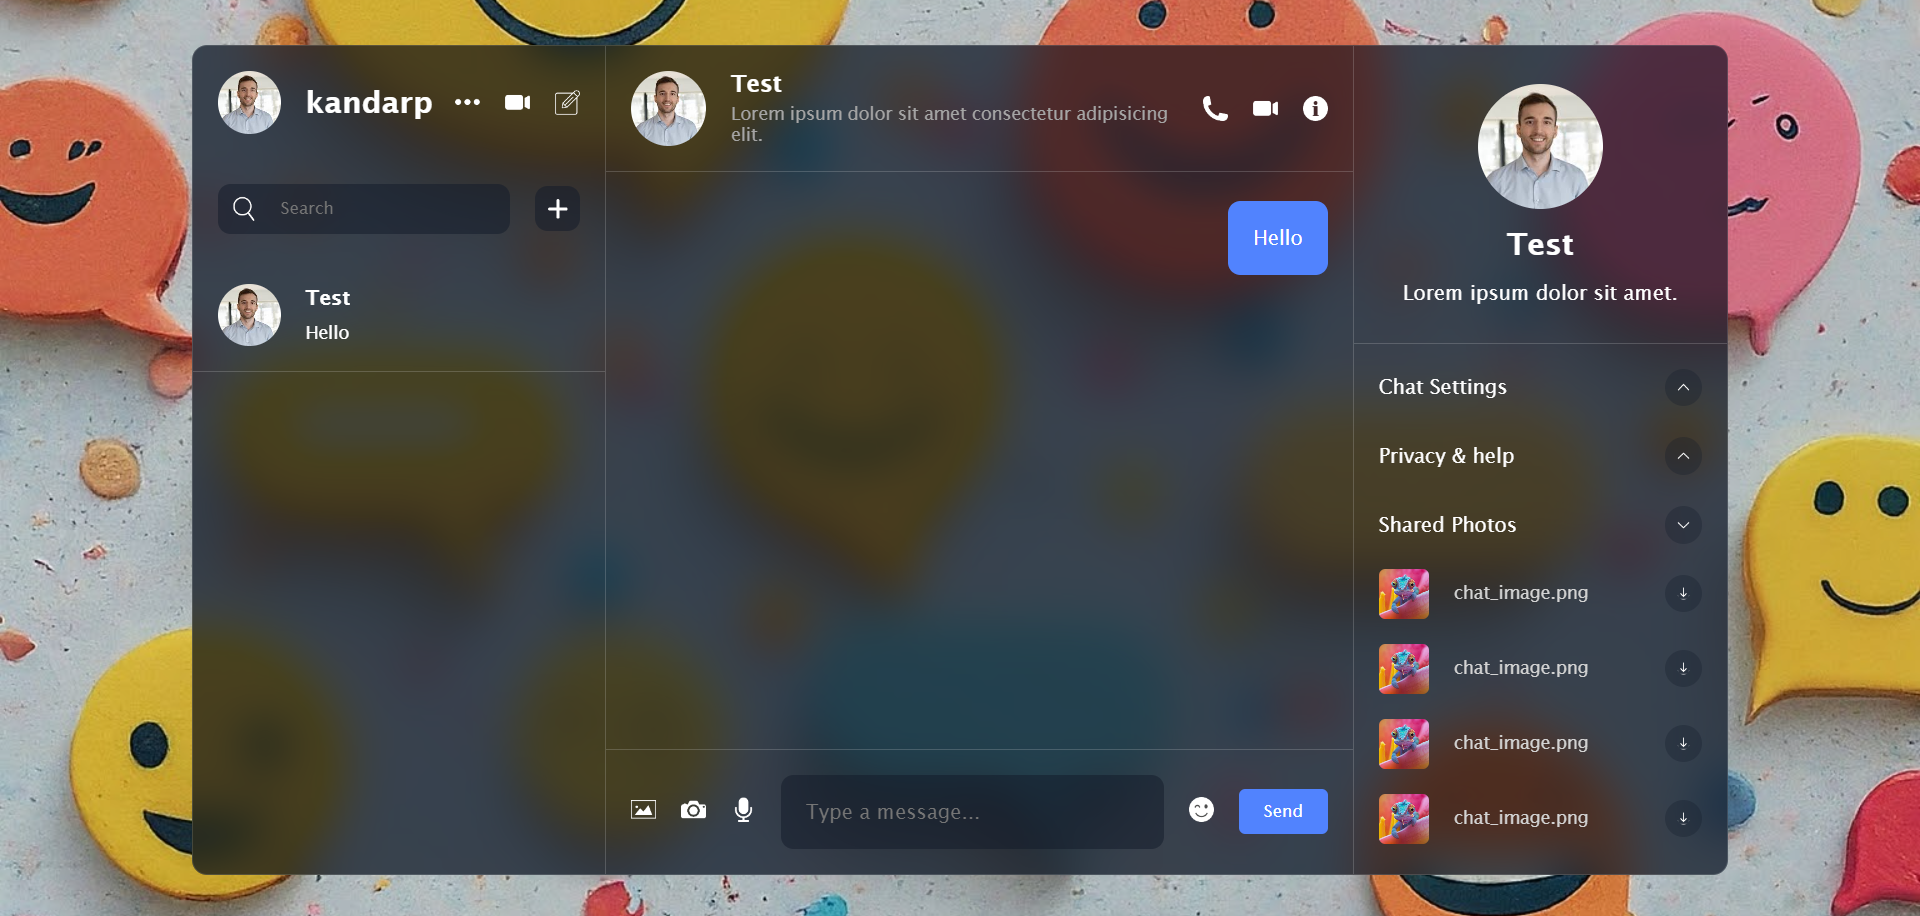 kandarp
Search
Test
Hello
Test
Lorem ipsum dolor sit amet consectetur adipisicing
elit.
Hello
Type a message...
Send
Test
Lorem ipsum dolor sit amet.
Chat Settings
Privacy & help
Shared Photos
chat_image.png
chat_image.png
chat_image.png
chat_image.png